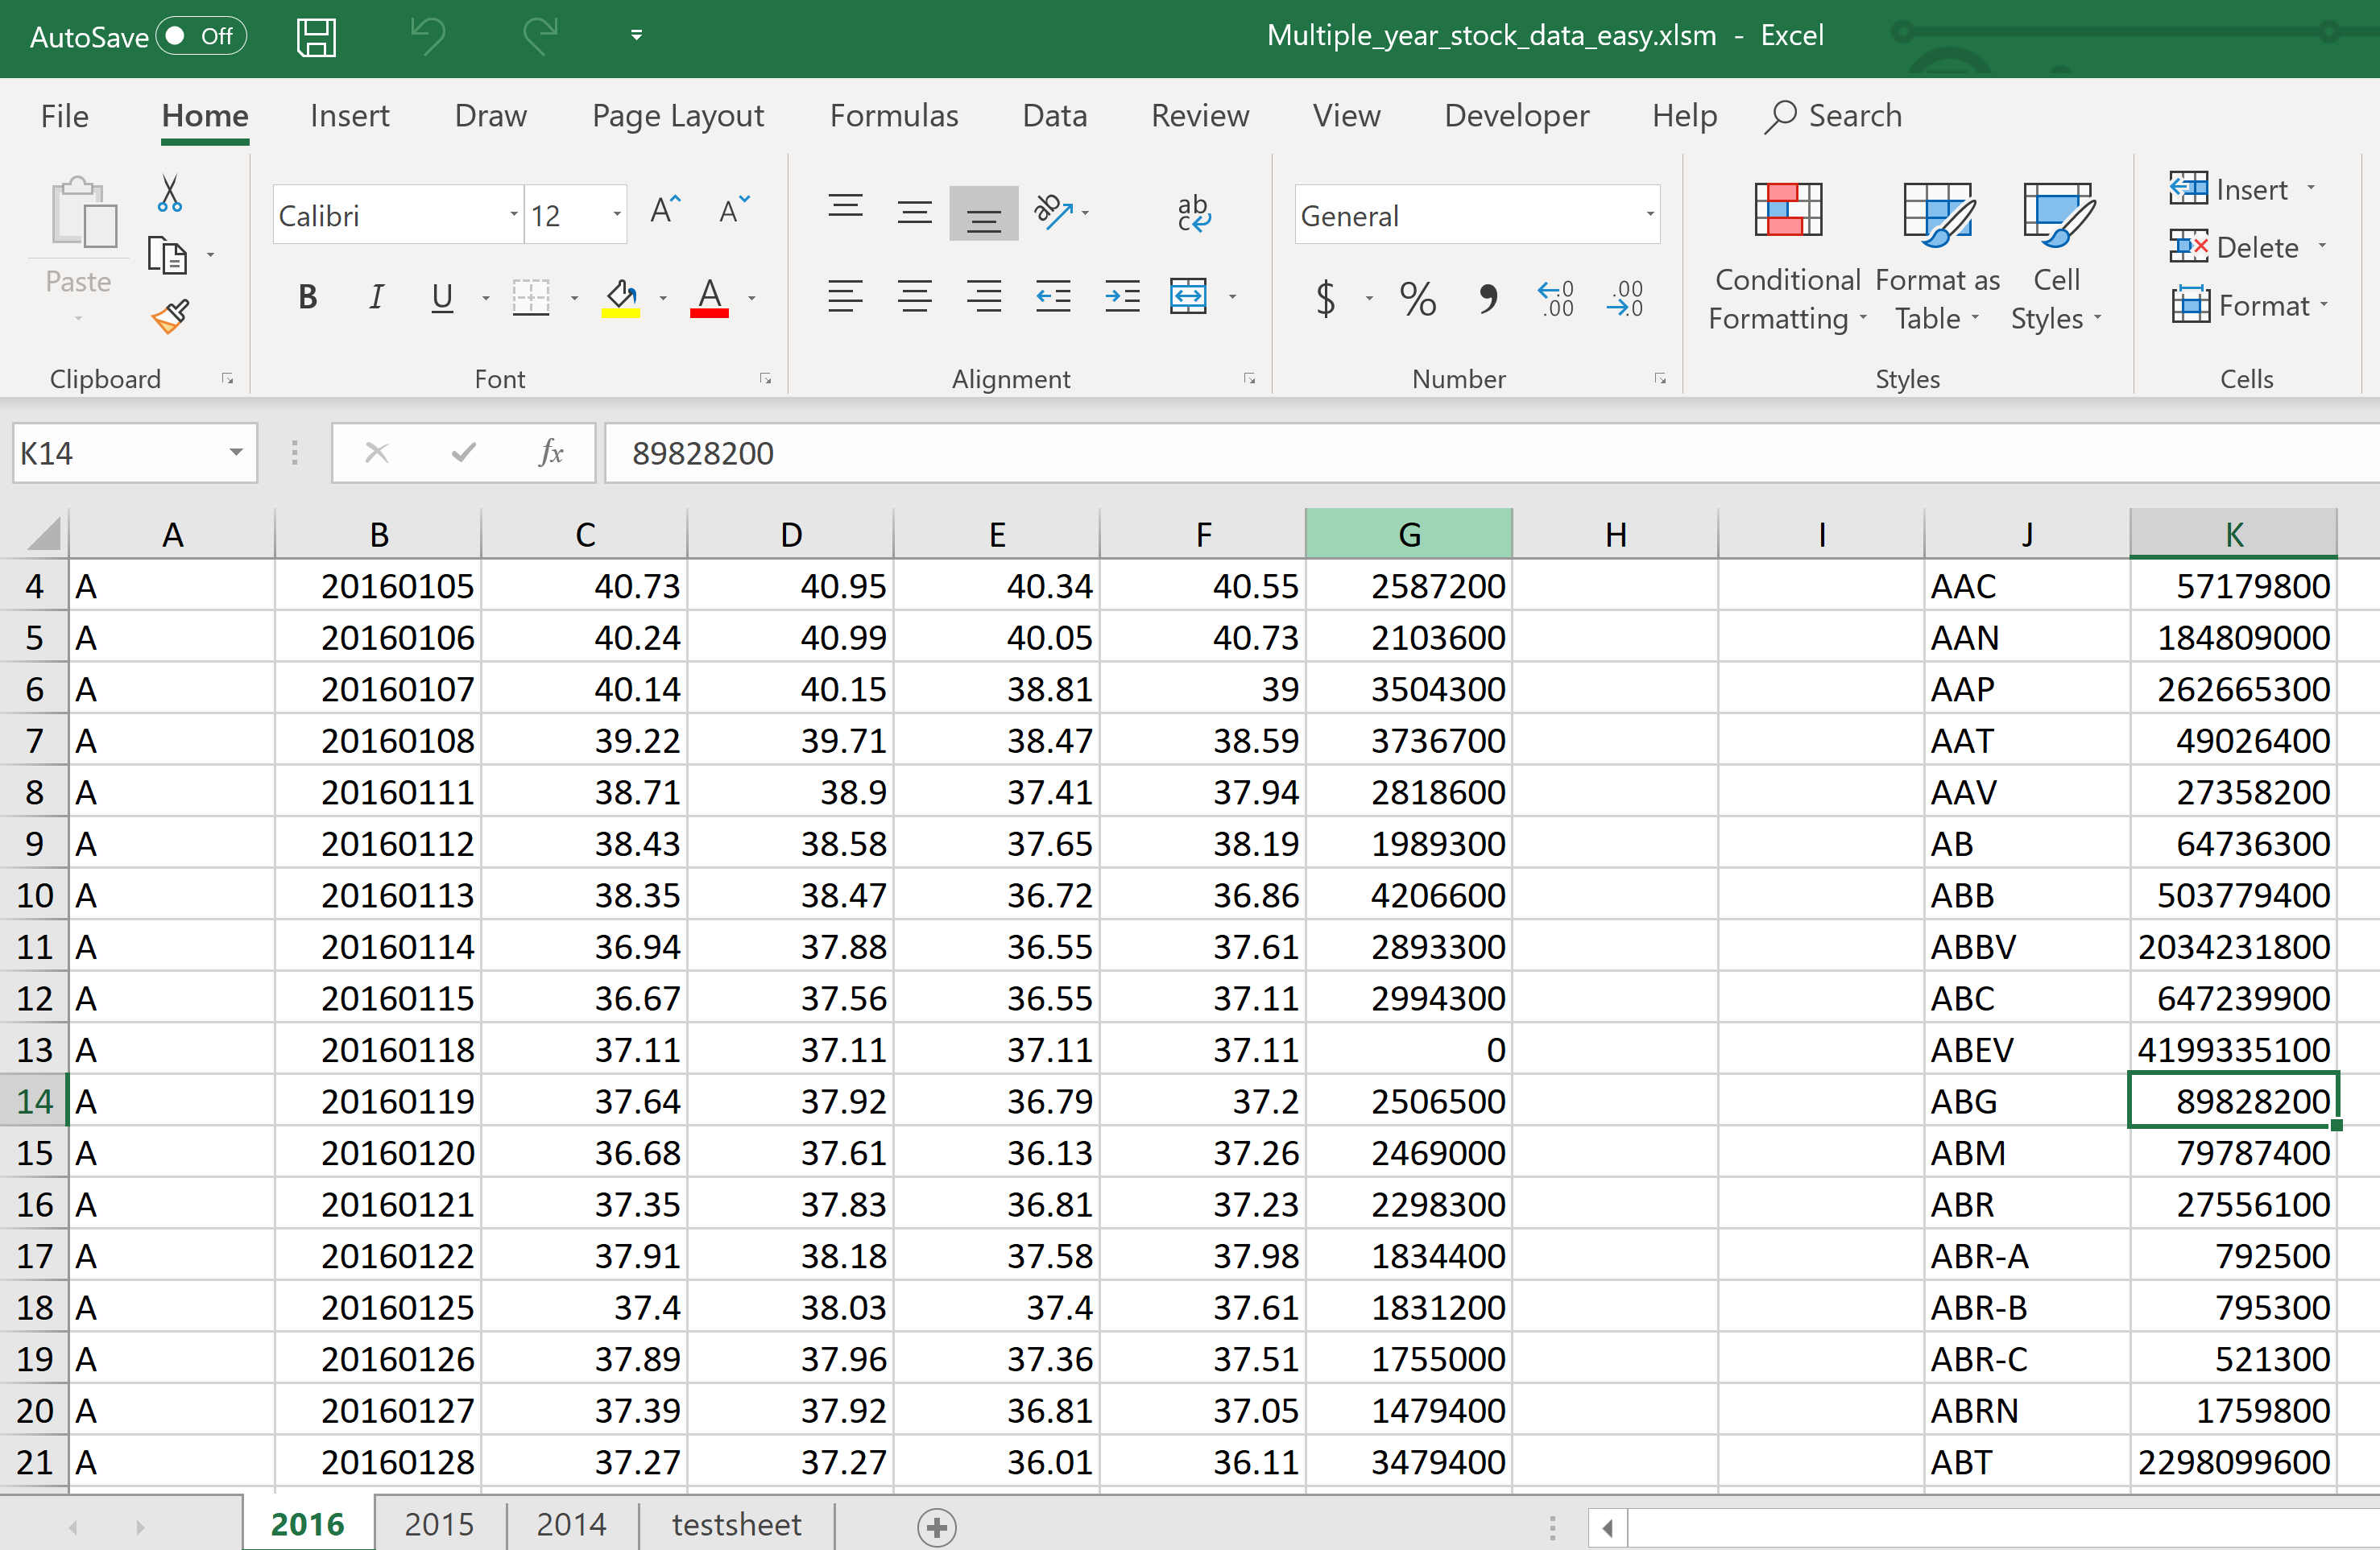 AutoSave Off Multiple_year_stock_data_easy.xlsm - Excel
File Home Insert Draw Page Layout Formulas Data Review View Developer Help Search
Paste
Calibri 12 A A
B I U A
ab
ab c
General
$ % , .0 .00 .00 .0
Conditional Formatting
Format as Table
Cell Styles
Insert
Delete
Format
Clipboard Font Alignment Number Styles Cells
K14 fx 89828200
A B C D E F G H I J K
4 A 20160105 40.73 40.95 40.34 40.55 2587200 AAC 57179800
5 A 20160106 40.24 40.99 40.05 40.73 2103600 AAN 184809000
6 A 20160107 40.14 40.15 38.81 39 3504300 AAP 262665300
7 A 20160108 39.22 39.71 38.47 38.59 3736700 AAT 49026400
8 A 20160111 38.71 38.9 37.41 37.94 2818600 AAV 27358200
9 A 20160112 38.43 38.58 37.65 38.19 1989300 AB 64736300
10 A 20160113 38.35 38.47 36.72 36.86 4206600 ABB 503779400
11 A 20160114 36.94 37.88 36.55 37.61 2893300 ABBV 2034231800
12 A 20160115 36.67 37.56 36.55 37.11 2994300 ABC 647239900
13 A 20160118 37.11 37.11 37.11 37.11 0 ABEV 4199335100
14 A 20160119 37.64 37.92 36.79 37.2 2506500 ABG 89828200
15 A 20160120 36.68 37.61 36.13 37.26 2469000 ABM 79787400
16 A 20160121 37.35 37.83 36.81 37.23 2298300 ABR 27556100
17 A 20160122 37.91 38.18 37.58 37.98 1834400 ABR-A 792500
18 A 20160125 37.4 38.03 37.4 37.61 1831200 ABR-B 795300
19 A 20160126 37.89 37.96 37.36 37.51 1755000 ABR-C 521300
20 A 20160127 37.39 37.92 36.81 37.05 1479400 ABRN 1759800
21 A 20160128 37.27 37.27 36.01 36.11 3479400 ABT 2298099600
2016 2015 2014 testsheet